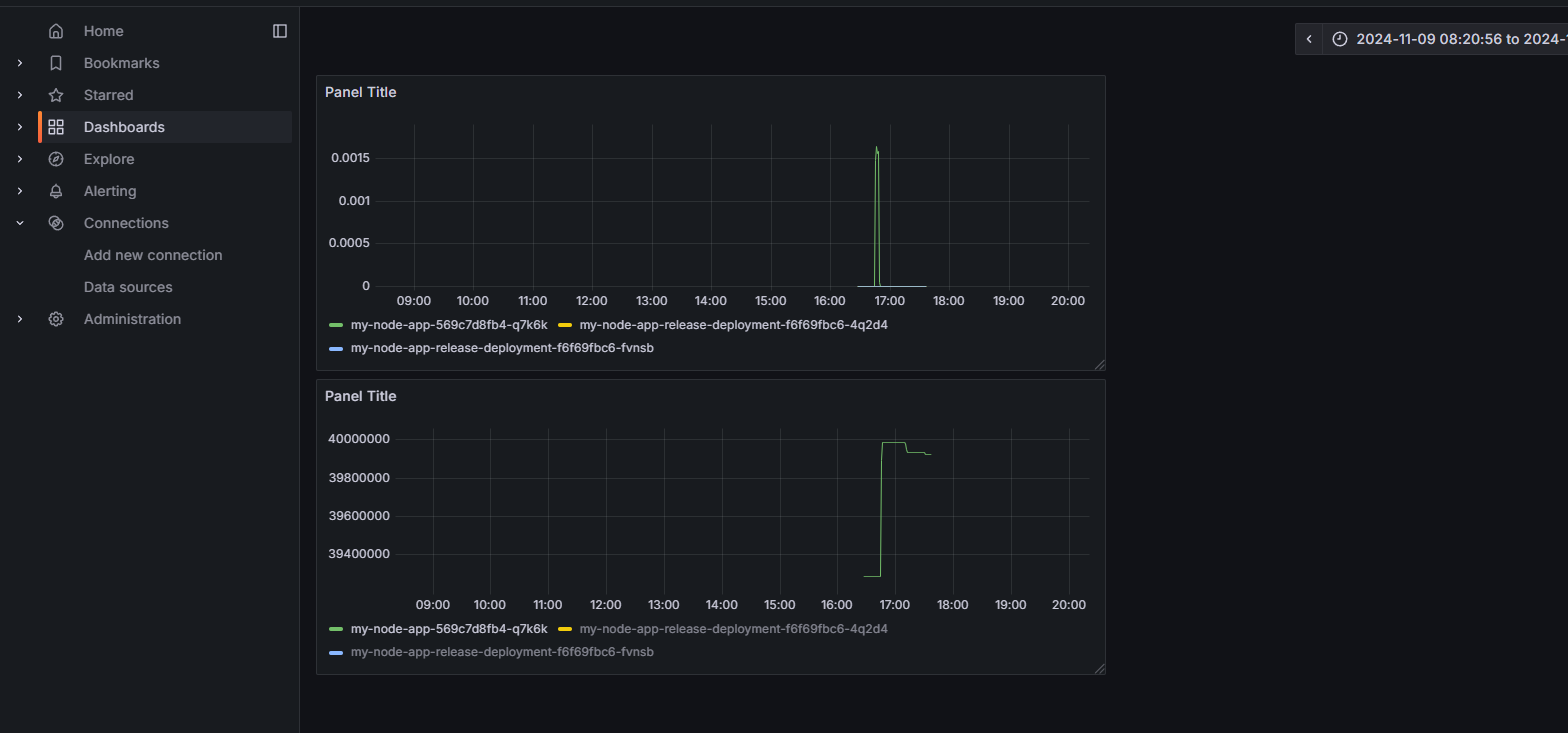 Home
Bookmarks
Starred
Dashboards
Explore
Alerting
Connections
Add new connection
Data sources
Administration
2024-11-09 08:20:56 to 2024-
Panel Title
0.0015
0.001
0.0005
0
09:00 10:00 11:00 12:00 13:00 14:00 15:00 16:00 17:00 18:00 19:00 20:00
my-node-app-569c7d8fb4-q7k6k my-node-app-release-deployment-f6f69fbc6-4q2d4
my-node-app-release-deployment-f6f69fbc6-fvnsb
Panel Title
40000000
39800000
39600000
39400000
09:00 10:00 11:00 12:00 13:00 14:00 15:00 16:00 17:00 18:00 19:00 20:00
my-node-app-569c7d8fb4-q7k6k my-node-app-release-deployment-f6f69fbc6-4q2d4
my-node-app-release-deployment-f6f69fbc6-fvnsb